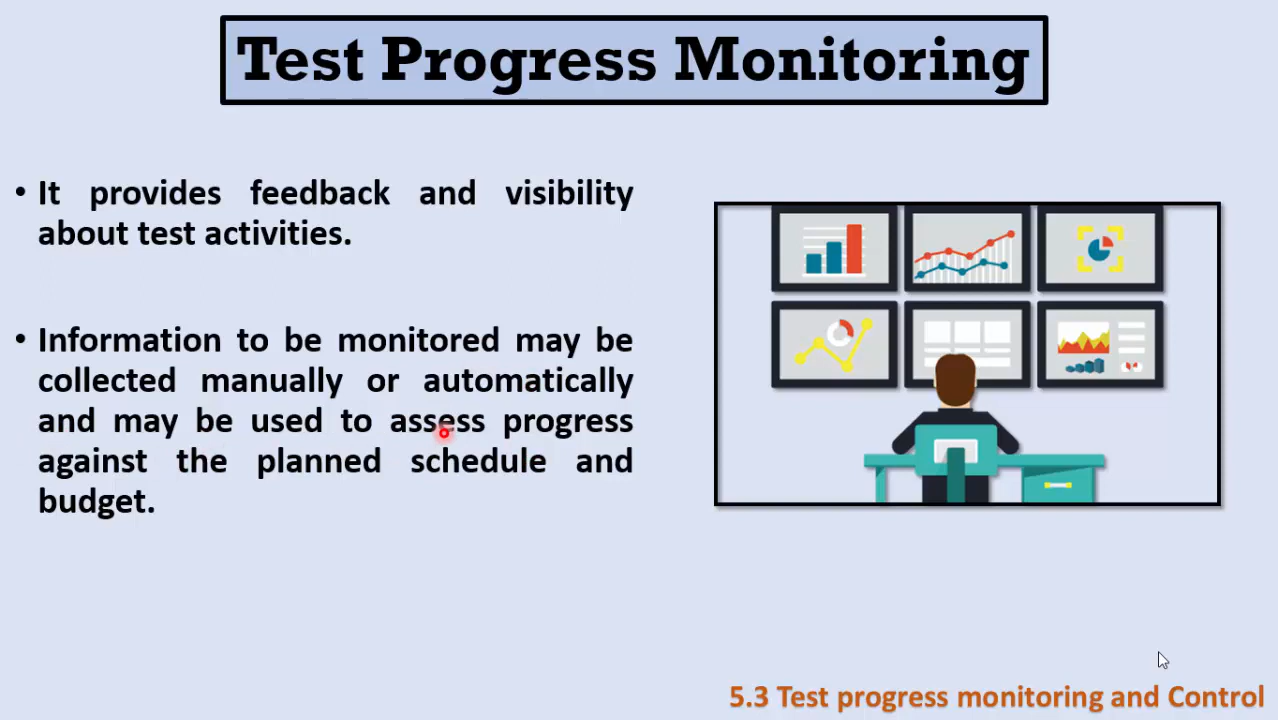 Test Progress Monitoring
• It provides feedback and visibility
about test activities.
• Information to be monitored may be
collected manually or automatically
and may be used to assess progress
against the planned schedule and
budget.
5.3 Test progress monitoring and Control